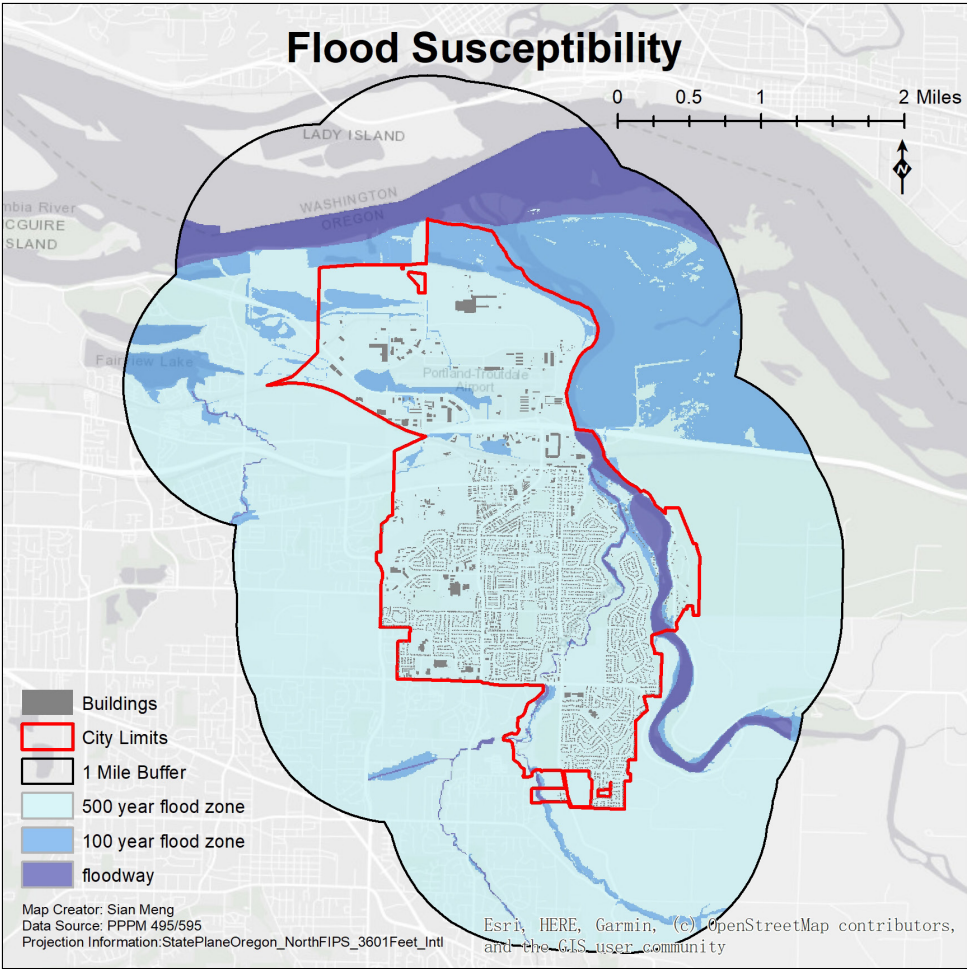 Flood Susceptibility
0 0.5 1 2 Miles
N
LADY ISLAND
WASHINGTON
OREGON
mbia River
CGUIRE
SLAND
Fairview Lake
Portland-Troutdale
Airport
Buildings
City Limits
1 Mile Buffer
500 year flood zone
100 year flood zone
floodway
Map Creator: Sian Meng
Data Source: PPPM 495/595
Projection Information:StatePlaneOregon_NorthFIPS_3601Feet_Intl
Esri, HERE, Garmin, (c) OpenStreetMap contributors,
and the GIS user community